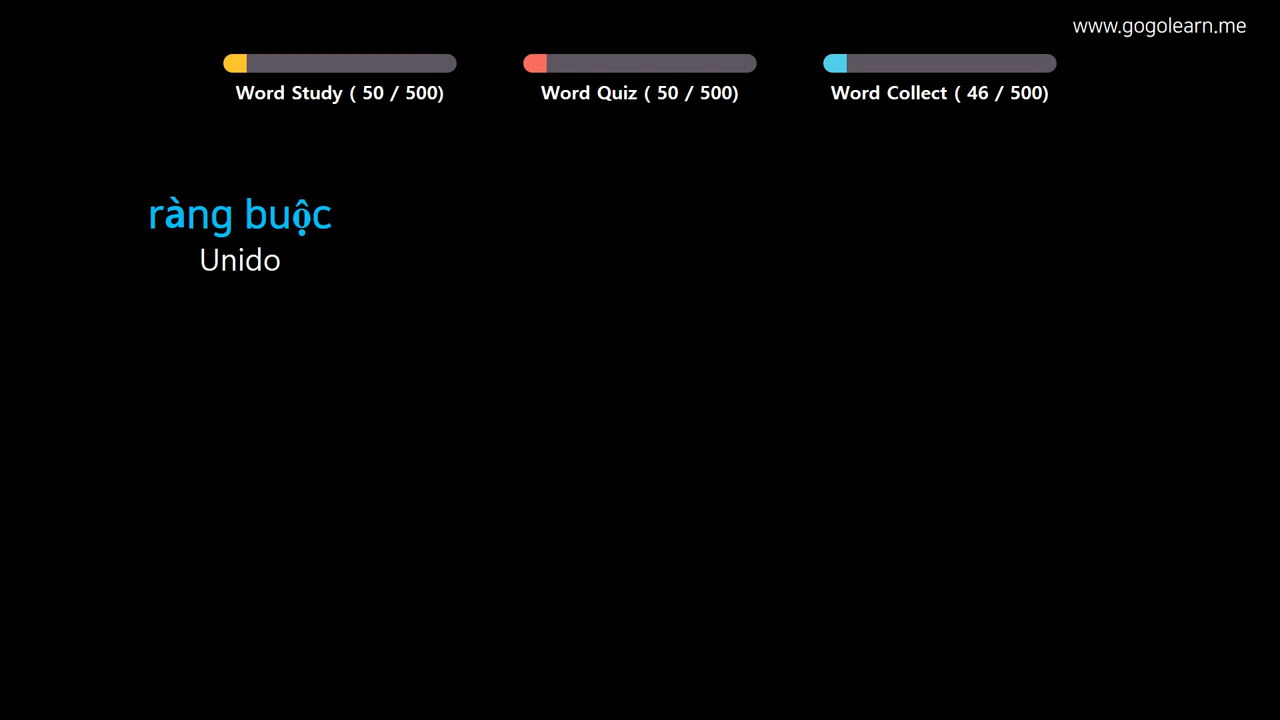 www.gogolearn.me
Word Study ( 50 / 500)
Word Quiz ( 50 / 500)
Word Collect ( 46 / 500)
ràng buộc
Unido